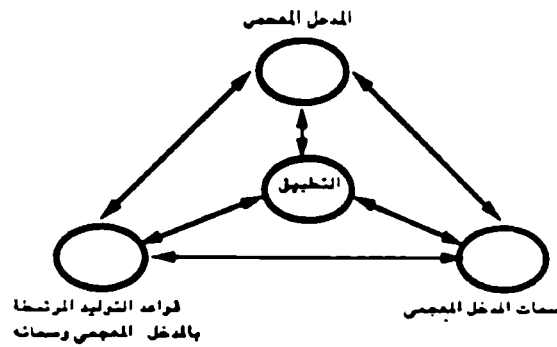 المدخل المعجمي
التطبيق
سمات المدخل المعجمي
قواعد التوليد المرتبطة
بالمدخل المعجمي وسماته